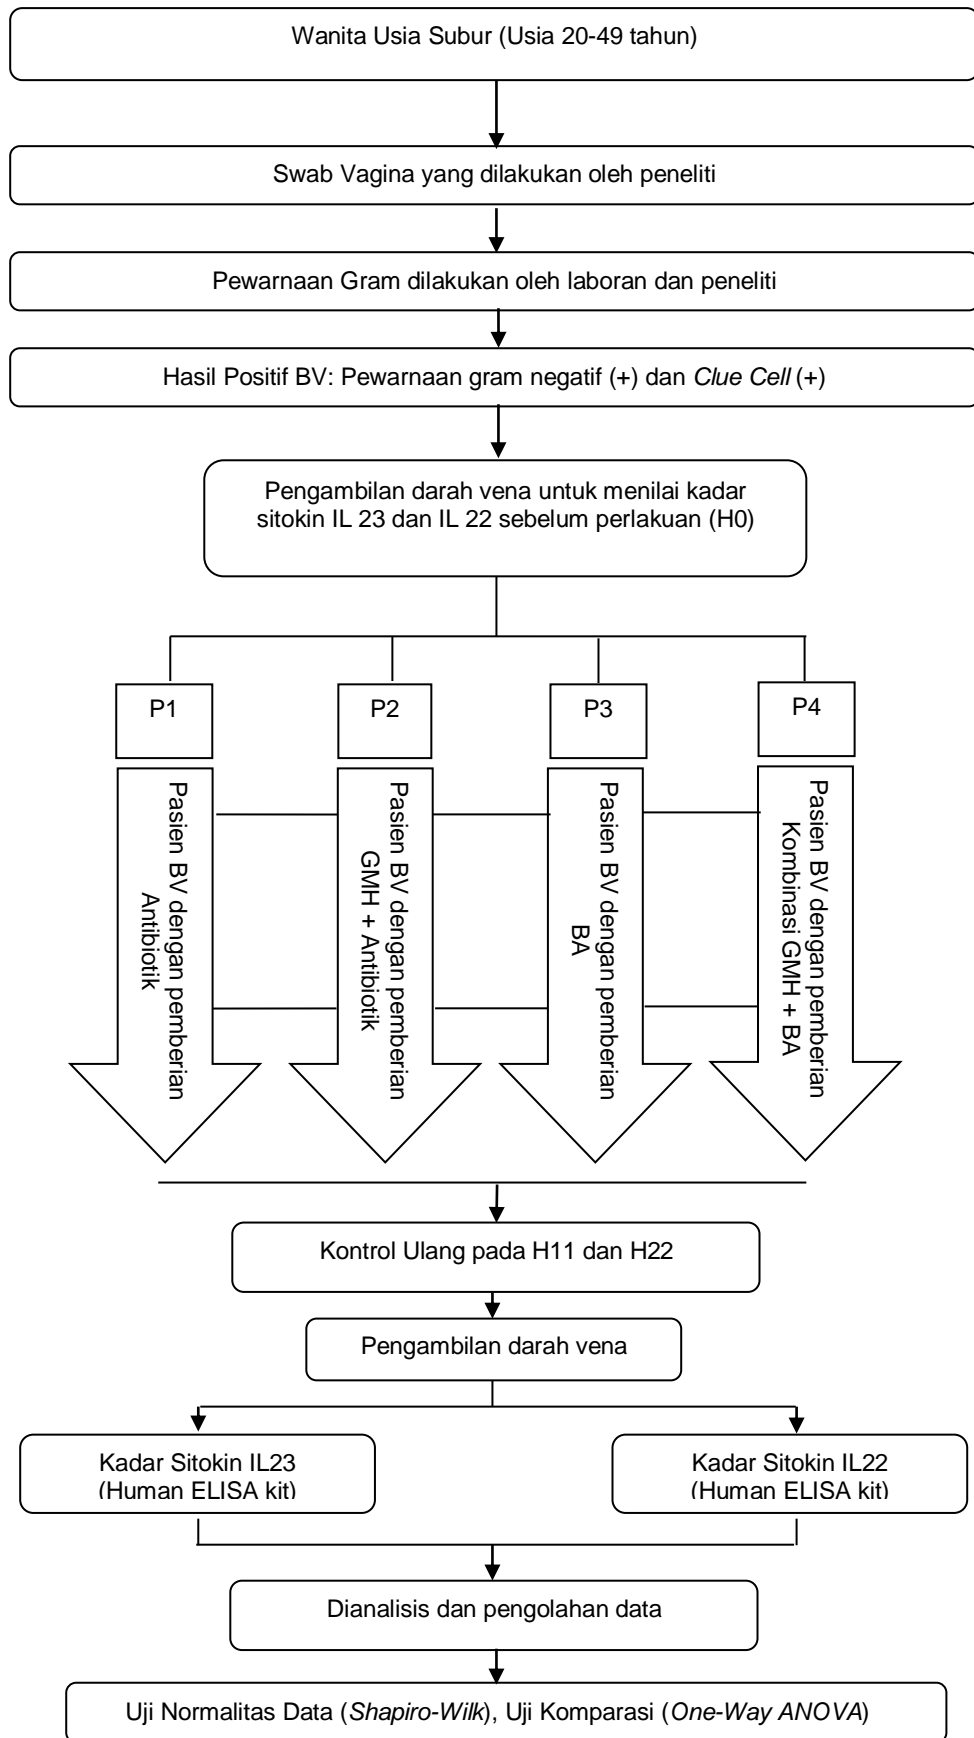 Wanita Usia Subur (Usia 20-49 tahun)
Swab Vagina yang dilakukan oleh peneliti
Pewarnaan Gram dilakukan oleh laboran dan peneliti
Hasil Positif BV: Pewarnaan gram negatif (+) dan Clue Cell (+)
Pengambilan darah vena untuk menilai kadar
sitokin IL 23 dan IL 22 sebelum perlakuan (H0)
P1
P2
P3
P4
Pasien BV dengan pemberian
Antibiotik
Pasien BV dengan pemberian
GMH + Antibiotik
Pasien BV dengan pemberian
BA
Pasien BV dengan pemberian
Kombinasi GMH + BA
Kontrol Ulang pada H11 dan H22
Pengambilan darah vena
Kadar Sitokin IL23
(Human ELISA kit)
Kadar Sitokin IL22
(Human ELISA kit)
Dianalisis dan pengolahan data
Uji Normalitas Data (Shapiro-Wilk), Uji Komparasi (One-Way ANOVA)